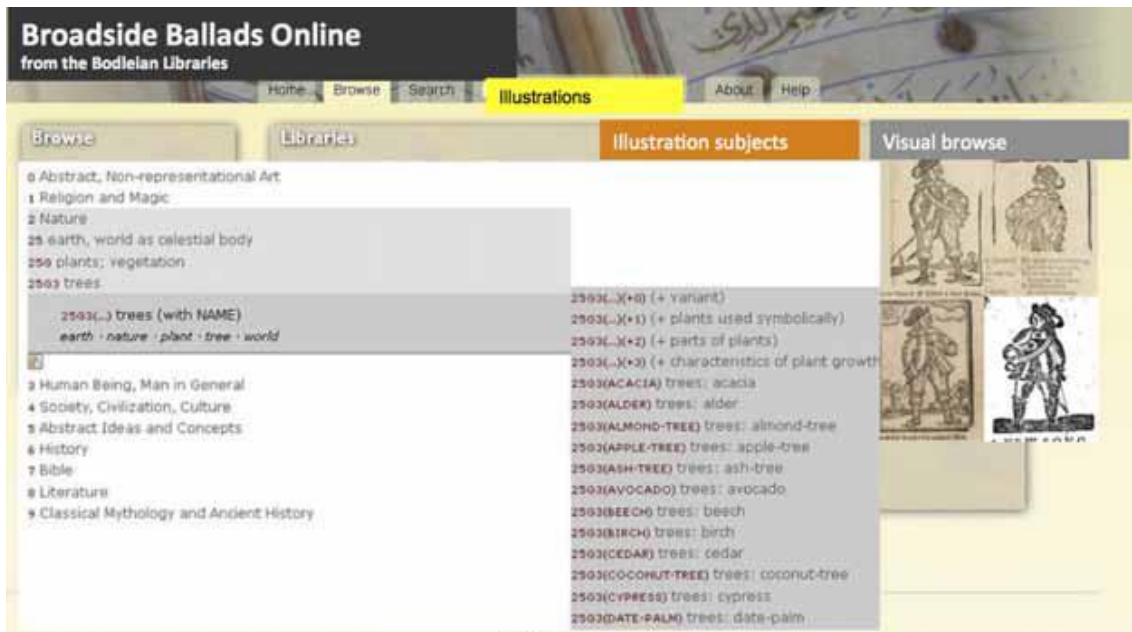 Broadside Ballads Online
from the Bodleian Libraries
Home Browse Search Illustrations About Help
Browse Libraries Illustration subjects Visual browse
0 Abstract, Non-representational Art
1 Religion and Magic
2 Nature
25 earth, world as celestial body
25G plants; vegetation
25G3 trees
25G3(...) trees (with NAME)
earth · nature · plant · tree · world
3 Human Being, Man in General
4 Society, Civilization, Culture
5 Abstract Ideas and Concepts
6 History
7 Bible
8 Literature
9 Classical Mythology and Ancient History
25G3(...)(+0) (+ variant)
25G3(...)(+1) (+ plants used symbolically)
25G3(...)(+2) (+ parts of plants)
25G3(...)(+3) (+ characteristics of plant growth
25G3(ACACIA) trees: acacia
25G3(ALDER) trees: alder
25G3(ALMOND-TREE) trees: almond-tree
25G3(APPLE-TREE) trees: apple-tree
25G3(ASH-TREE) trees: ash-tree
25G3(AVOCADO) trees: avocado
25G3(BEECH) trees: beech
25G3(BIRCH) trees: birch
25G3(CEDAR) trees: cedar
25G3(COCONUT-TREE) trees: coconut-tree
25G3(CYPRESS) trees: cypress
25G3(DATE-PALM) trees: date-palm